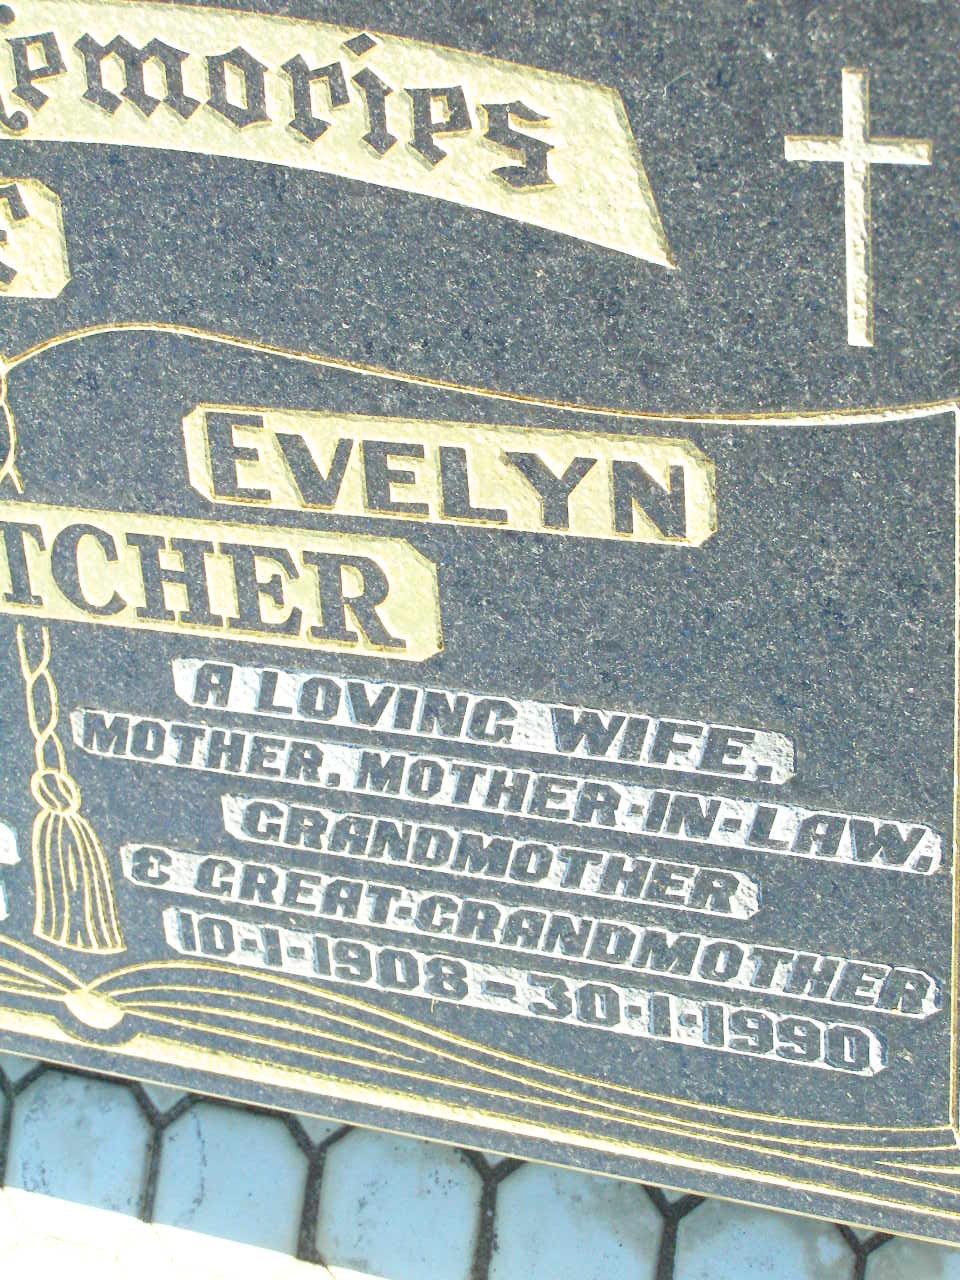 emories
EVELYN
TCHER
A LOVING WIFE,
MOTHER, MOTHER-IN-LAW,
GRANDMOTHER
& GREAT-GRANDMOTHER
10-1-1908 - 30-1-1990